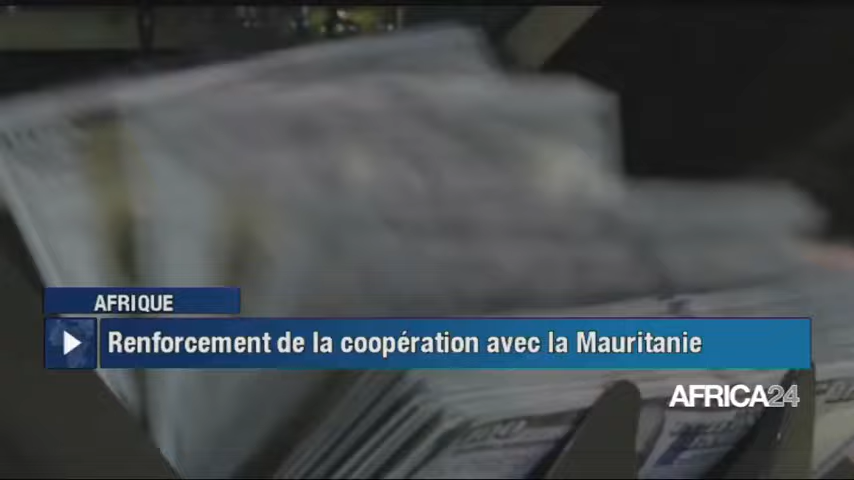 AFRIQUE
Renforcement de la coopération avec la Mauritanie
AFRICA24